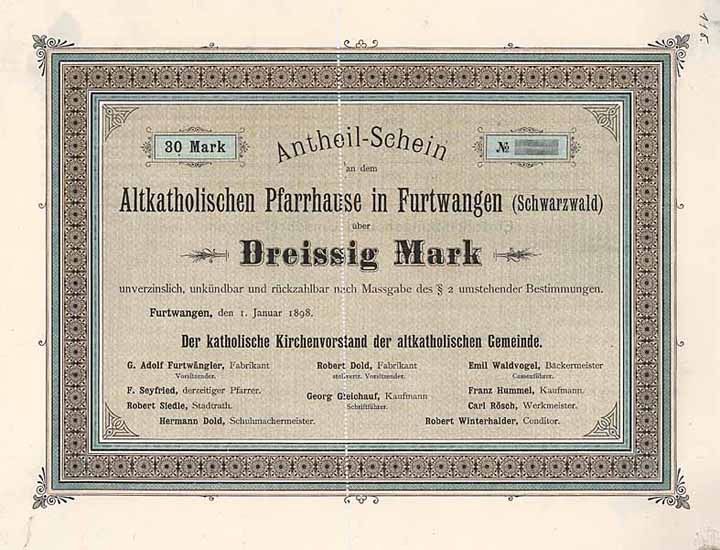 116.
30 Mark
Antheil-Schein
№
an dem
Altkatholischen Pfarrhause in Furtwangen (Schwarzwald)
über
Dreissig Mark
unverzinslich, unkündbar und rückzahlbar nach Massgabe des § 2 umstehender Bestimmungen.
Furtwangen, den 1. Januar 1898.
Der katholische Kirchenvorstand der altkatholischen Gemeinde.
G. Adolf Furtwängler, Fabrikant
Vorsitzender.
Robert Dold, Fabrikant
stellvertr. Vorsitzender.
Emil Waldvogel, Bäckermeister
Cassenführer.
F. Seyfried, derzeitiger Pfarrer.
Georg Gleichauf, Kaufmann
Schriftführer.
Franz Hummel, Kaufmann.
Robert Siedle, Stadtrath.
Carl Rösch, Werkmeister.
Hermann Dold, Schuhmachermeister.
Robert Winterhalder, Conditor.